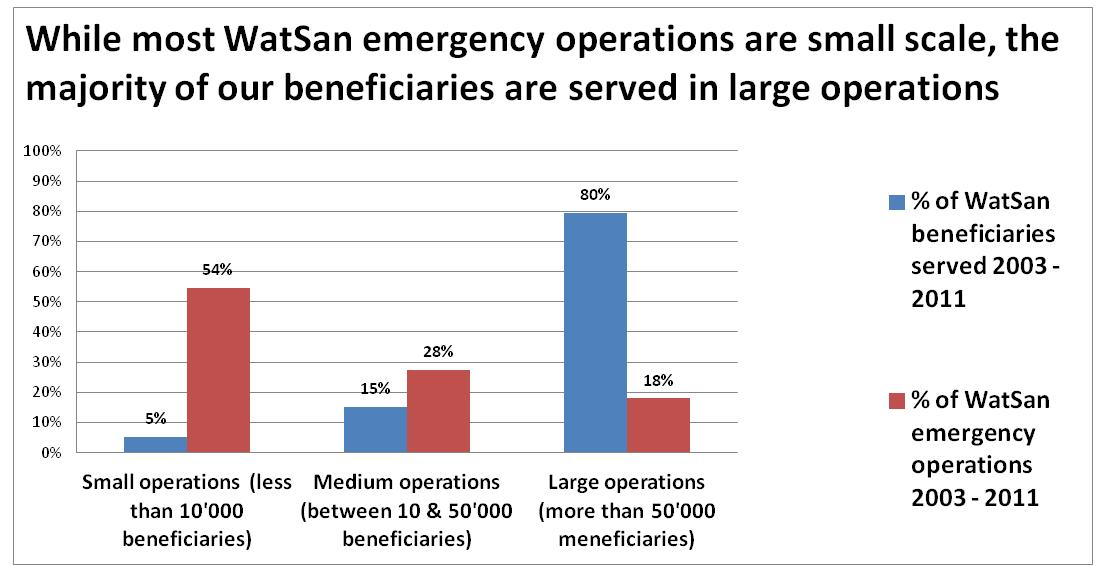 While most WatSan emergency operations are small scale, the
majority of our beneficiaries are served in large operations
100%
90%
80%
70%
60%
50%
40%
30%
20%
10%
0%
5%
54%
15%
28%
80%
18%
Small operations (less
than 10'000
beneficiaries)
Medium operations
(between 10 & 50'000
beneficiaries)
Large operations
(more than 50'000
meneficiaries)
% of WatSan
beneficiaries
served 2003 -
2011
% of WatSan
emergency
operations
2003 - 2011